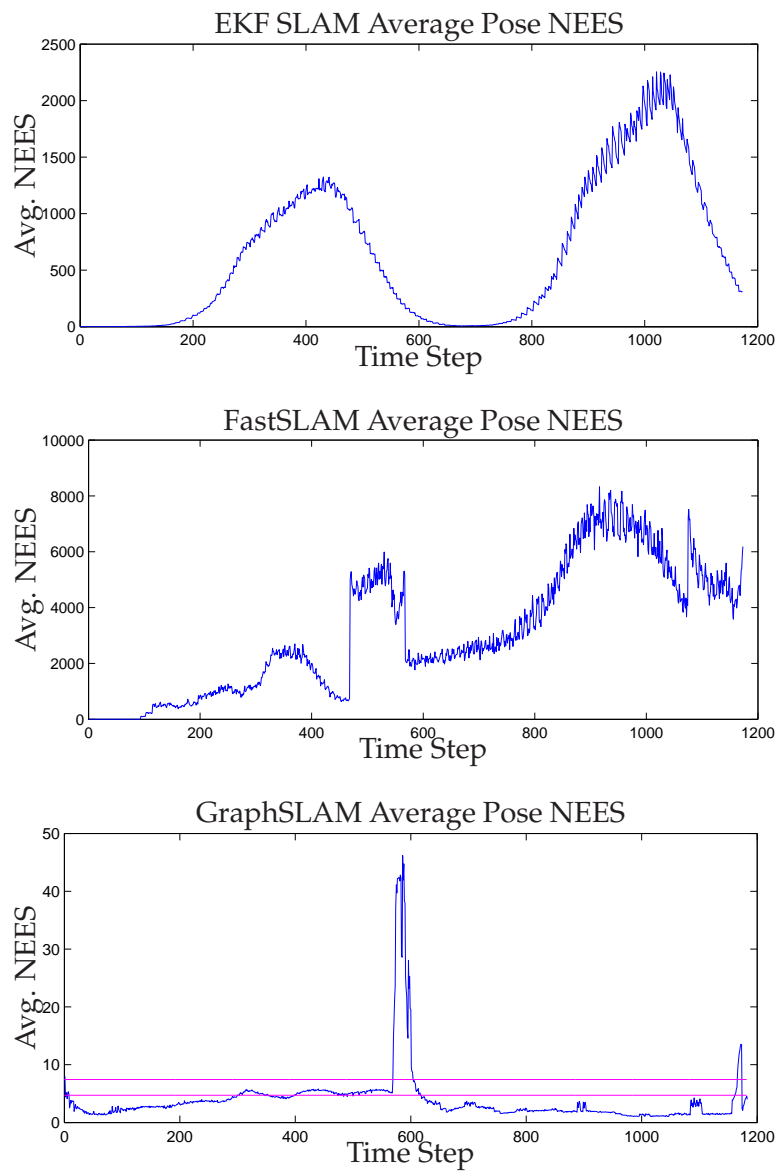 EKF SLAM Average Pose NEES
2500
2000
1500
1000
500
0
Avg. NEES
0 200 400 600 800 1000 1200
Time Step
FastSLAM Average Pose NEES
10000
8000
6000
4000
2000
0
Avg. NEES
0 200 400 600 800 1000 1200
Time Step
GraphSLAM Average Pose NEES
50
40
30
20
10
0
Avg. NEES
0 200 400 600 800 1000 1200
Time Step